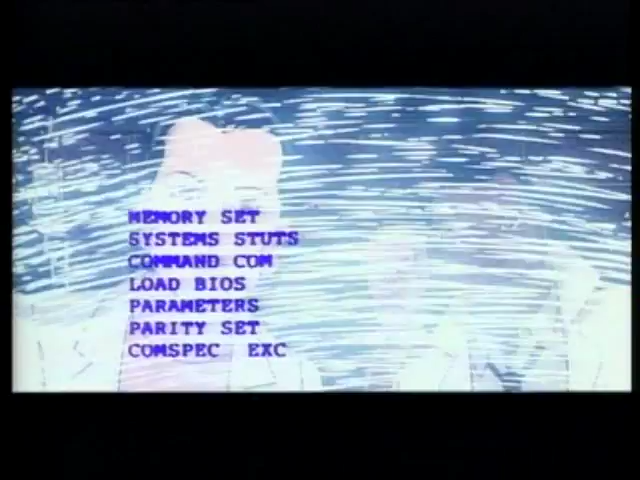 MEMORY SET
SYSTEMS STUTS
COMMAND COM
LOAD BIOS
PARAMETERS
PARITY SET
COMSPEC EXC